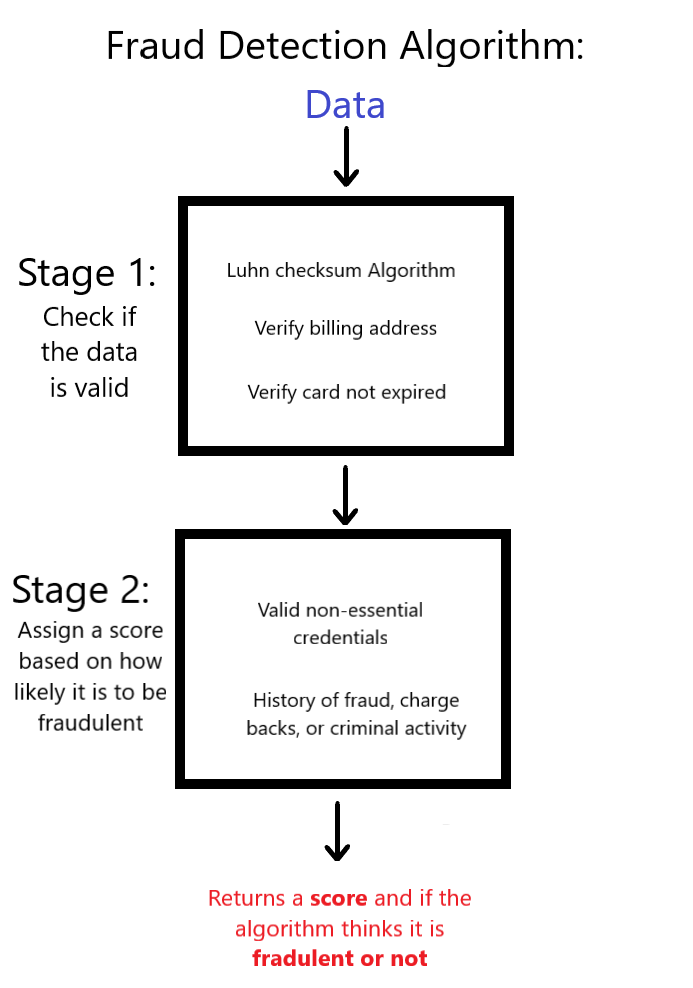 Fraud Detection Algorithm:
Data
Stage 1:
Check if
the data
is valid
Luhn checksum Algorithm
Verify billing address
Verify card not expired
Stage 2:
Assign a score
based on how
likely it is to be
fraudulent
Valid non-essential
credentials
History of fraud, charge
backs, or criminal activity
Returns a score and if the
algorithm thinks it is
fradulent or not